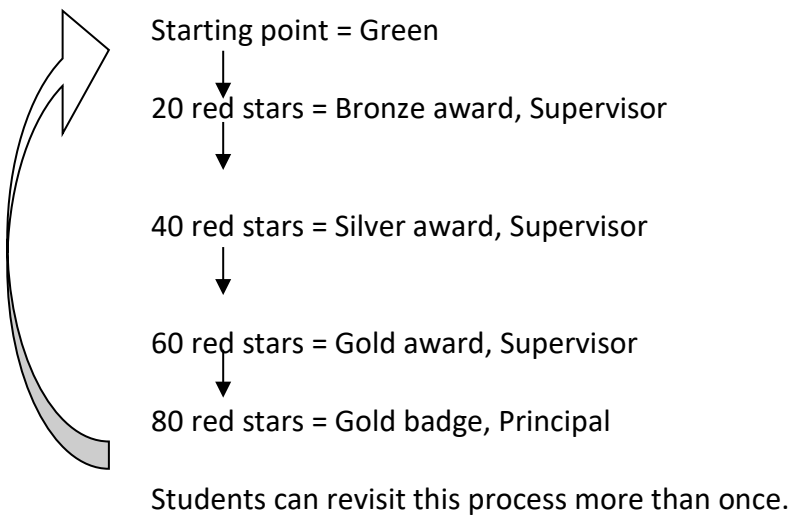 Starting point = Green
20 red stars = Bronze award, Supervisor
40 red stars = Silver award, Supervisor
60 red stars = Gold award, Supervisor
80 red stars = Gold badge, Principal
Students can revisit this process more than once.